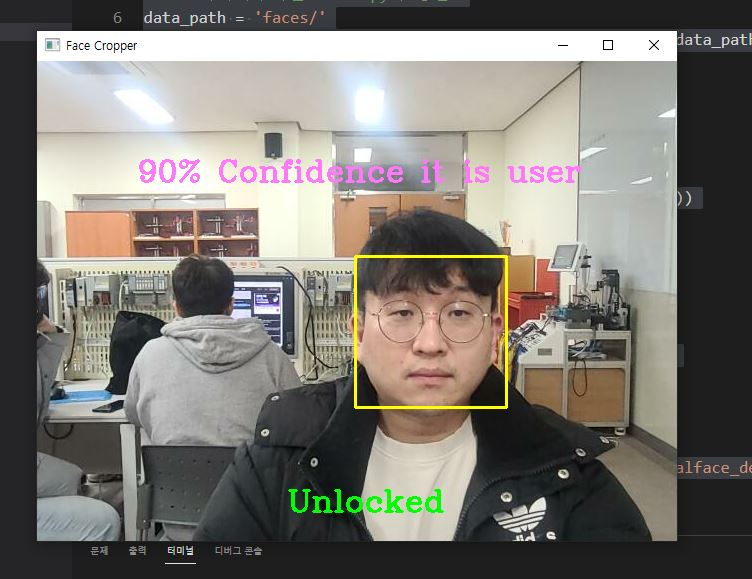 6
data_path = 'faces/'
Face Cropper
data_path
))
90% Confidence it is user
alface_de
Unlocked
adidas
문제 출력 터미널 디버그 콘솔